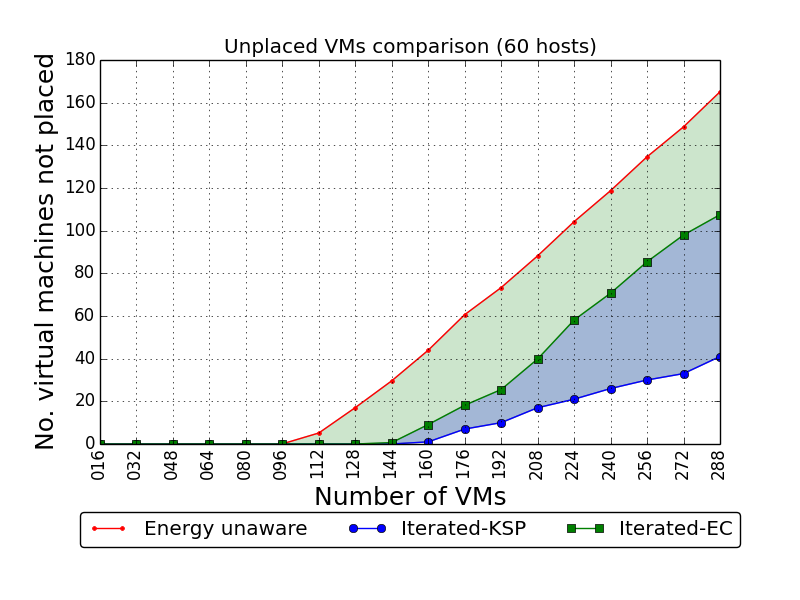 Unplaced VMs comparison (60 hosts)
No. virtual machines not placed
180
160
140
120
100
80
60
40
20
0
016 032 048 064 080 096 112 128 144 160 176 192 208 224 240 256 272 288
Number of VMs
Energy unaware Iterated-KSP Iterated-EC